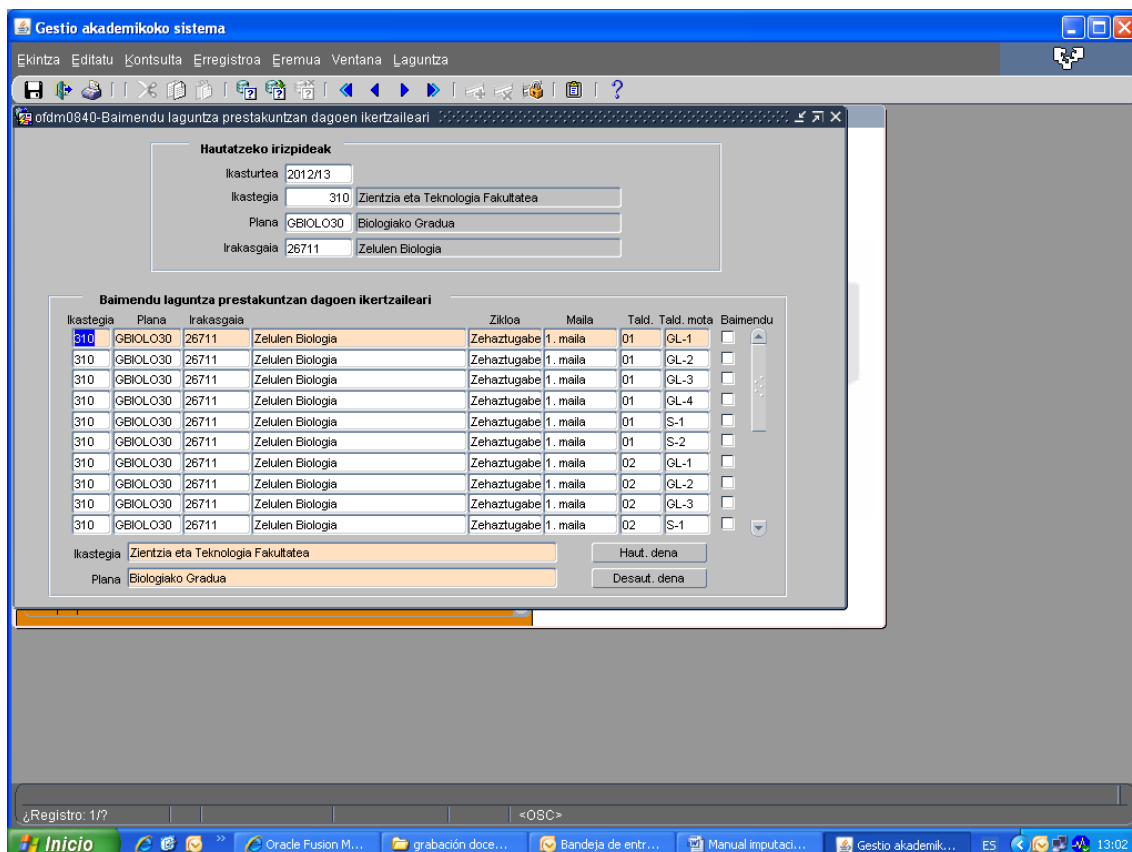 Gestio akademikoko sistema
Ekintza Editatu Kontsulta Erregistroa Eremua Ventana Laguntza
ofdm0840-Baimendu laguntza prestakuntzan dagoen ikertzaileari
Hautatzeko irizpideak
Ikasturtea 2012/13
Ikastegia 310 Zientzia eta Teknologia Fakultatea
Plana GBIOLO30 Biologiako Gradua
Irakasgaia 26711 Zelulen Biologia
Baimendu laguntza prestakuntzan dagoen ikertzaileari
Ikastegia Plana Irakasgaia Zikloa Maila Tald. Tald. mota Baimendu
310 GBIOLO30 26711 Zelulen Biologia Zehaztugabe 1. maila 01 GL-1
310 GBIOLO30 26711 Zelulen Biologia Zehaztugabe 1. maila 01 GL-2
310 GBIOLO30 26711 Zelulen Biologia Zehaztugabe 1. maila 01 GL-3
310 GBIOLO30 26711 Zelulen Biologia Zehaztugabe 1. maila 01 GL-4
310 GBIOLO30 26711 Zelulen Biologia Zehaztugabe 1. maila 01 S-1
310 GBIOLO30 26711 Zelulen Biologia Zehaztugabe 1. maila 01 S-2
310 GBIOLO30 26711 Zelulen Biologia Zehaztugabe 1. maila 02 GL-1
310 GBIOLO30 26711 Zelulen Biologia Zehaztugabe 1. maila 02 GL-2
310 GBIOLO30 26711 Zelulen Biologia Zehaztugabe 1. maila 02 GL-3
310 GBIOLO30 26711 Zelulen Biologia Zehaztugabe 1. maila 02 S-1
Ikastegia Zientzia eta Teknologia Fakultatea Haut. dena
Plana Biologiako Gradua Desaut. dena
¿Registro: 1/? <OSC>
Inicio » Oracle Fusion M... grabación doce... Bandeja de entr... Manual imputaci... Gestio akademik... ES 13:02